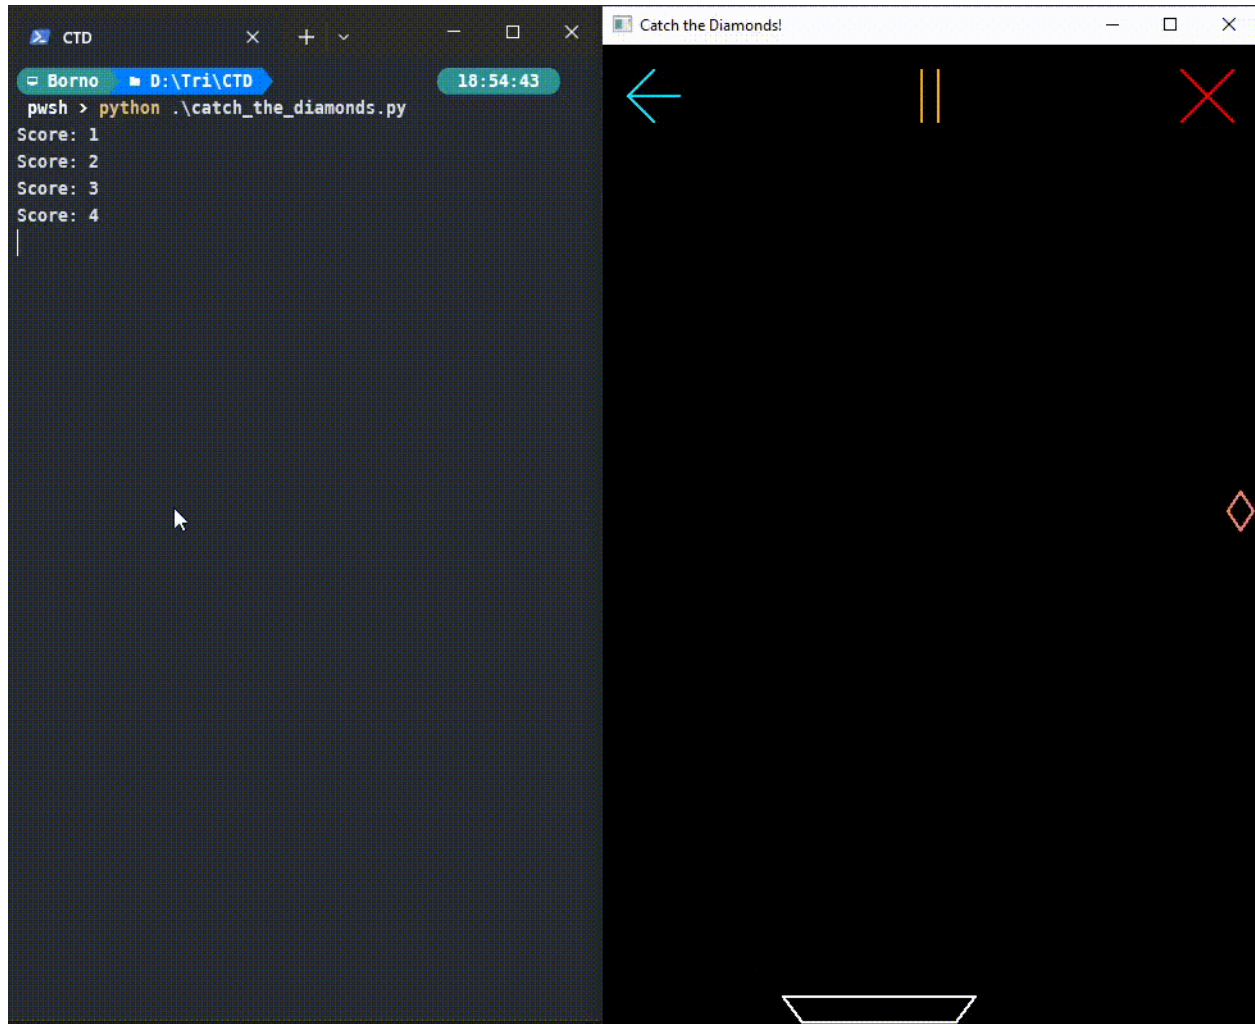 CTD
Borno D:\Tri\CTD 18:54:43
pwsh > python .\catch_the_diamonds.py
Score: 1
Score: 2
Score: 3
Score: 4
Catch the Diamonds!